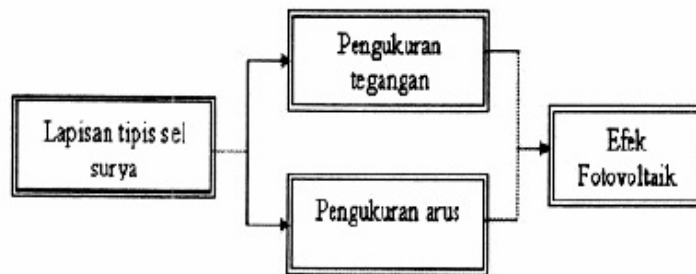 Lapisan tipis sel
surya
Pengukuran
tegangan
Pengukuran arus
Efek
Fotovoltaik